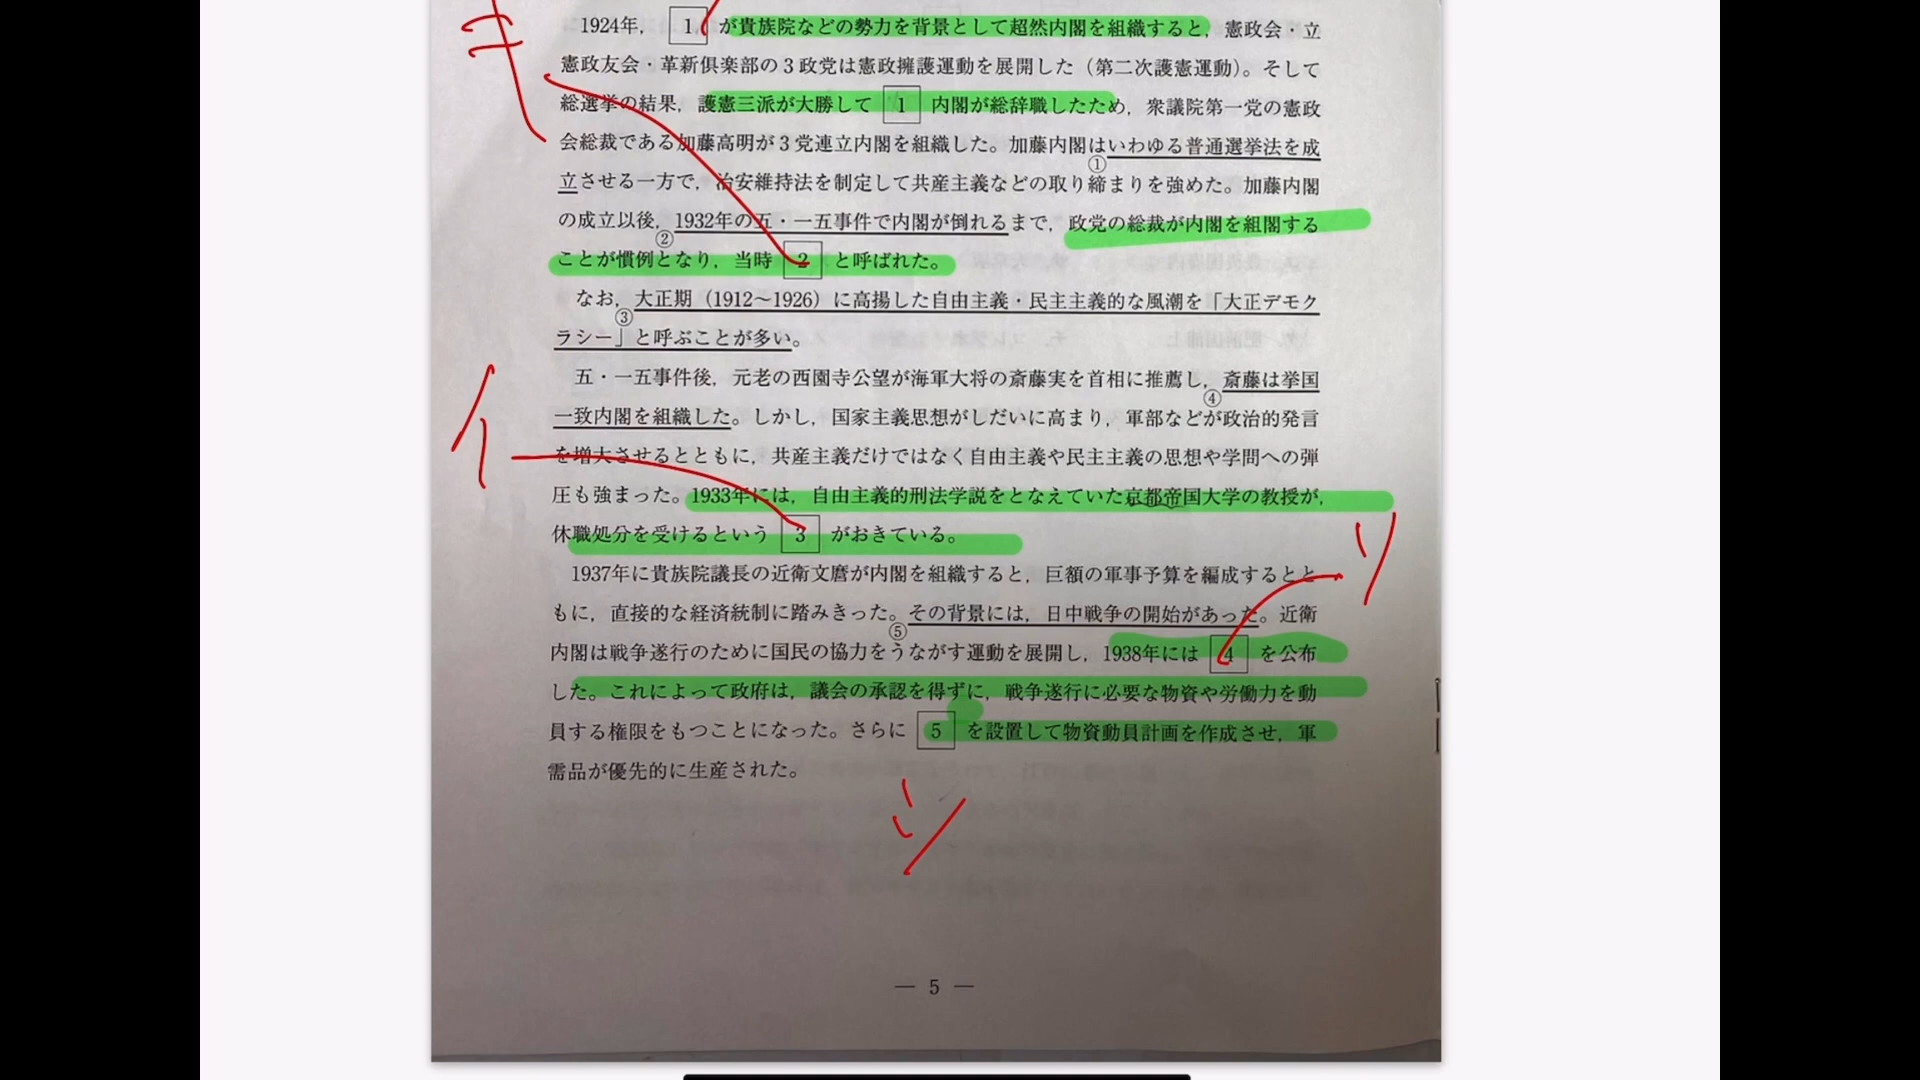 1924年，1が貴族院などの勢力を背景として超然内閣を組織すると，憲政会・立
憲政友会・革新俱楽部の3政党は憲政擁護運動を展開した（第二次護憲運動）。そして
総選挙の結果，護憲三派が大勝して1内閣が総辞職したため，衆議院第一党の憲政
会総裁である加藤高明が3党連立内閣を組織した。加藤内閣は①いわゆる普通選挙法を成
立させる一方で，治安維持法を制定して共産主義などの取り締まりを強めた。加藤内閣
の成立以後，②1932年の五・一五事件で内閣が倒れるまで，政党の総裁が内閣を組閣する
ことが慣例となり，当時2と呼ばれた。
なお，③大正期（1912～1926）に高揚した自由主義・民主主義的な風潮を「大正デモク
ラシー」と呼ぶことが多い。
五・一五事件後，元老の西園寺公望が海軍大将の斎藤実を首相に推薦し，④斎藤は挙国
一致内閣を組織した。しかし，国家主義思想がしだいに高まり，軍部などが政治的発言
を増大させるとともに，共産主義だけではなく自由主義や民主主義の思想や学問への弾
圧も強まった。1933年には，自由主義的刑法学説をとなえていた京都帝国大学の教授が，
休職処分を受けるという3がおきている。
1937年に貴族院議長の近衛文麿が内閣を組織すると，巨額の軍事予算を編成するとと
もに，直接的な経済統制に踏みきった。⑤その背景には，日中戦争の開始があった。近衛
内閣は戦争遂行のために国民の協力をうながす運動を展開し，1938年には4を公布
した。これによって政府は，議会の承認を得ずに，戦争遂行に必要な物資や労働力を動
員する権限をもつことになった。さらに5を設置して物資動員計画を作成させ，軍
需品が優先的に生産された。
キ
イ
ソ
シ
― 5 ―